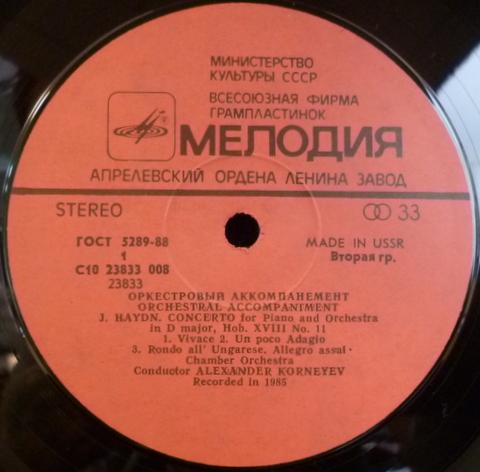 МИНИСТЕРСТВО
КУЛЬТУРЫ СССР
ВСЕСОЮЗНАЯ ФИРМА
ГРАМПЛАСТИНОК
МЕЛОДИЯ
АПРЕЛЕВСКИЙ ОРДЕНА ЛЕНИНА ЗАВОД
STEREO 33
ГОСТ 5289-88 MADE IN USSR
1 Вторая гр.
С10 23833 008
23833
ОРКЕСТРОВЫЙ АККОМПАНЕМЕНТ
ORCHESTRAL ACCOMPANTMENT
J. HAYDN. CONCERTO for Piano and Orchestra
in D major, Hob. XVIII No. 11
1. Vivace 2. Un poco Adagio
3. Rondo all' Ungarese. Allegro assai
Chamber Orchestra
Conductor ALEXANDER KORNEYEV
Recorded in 1985